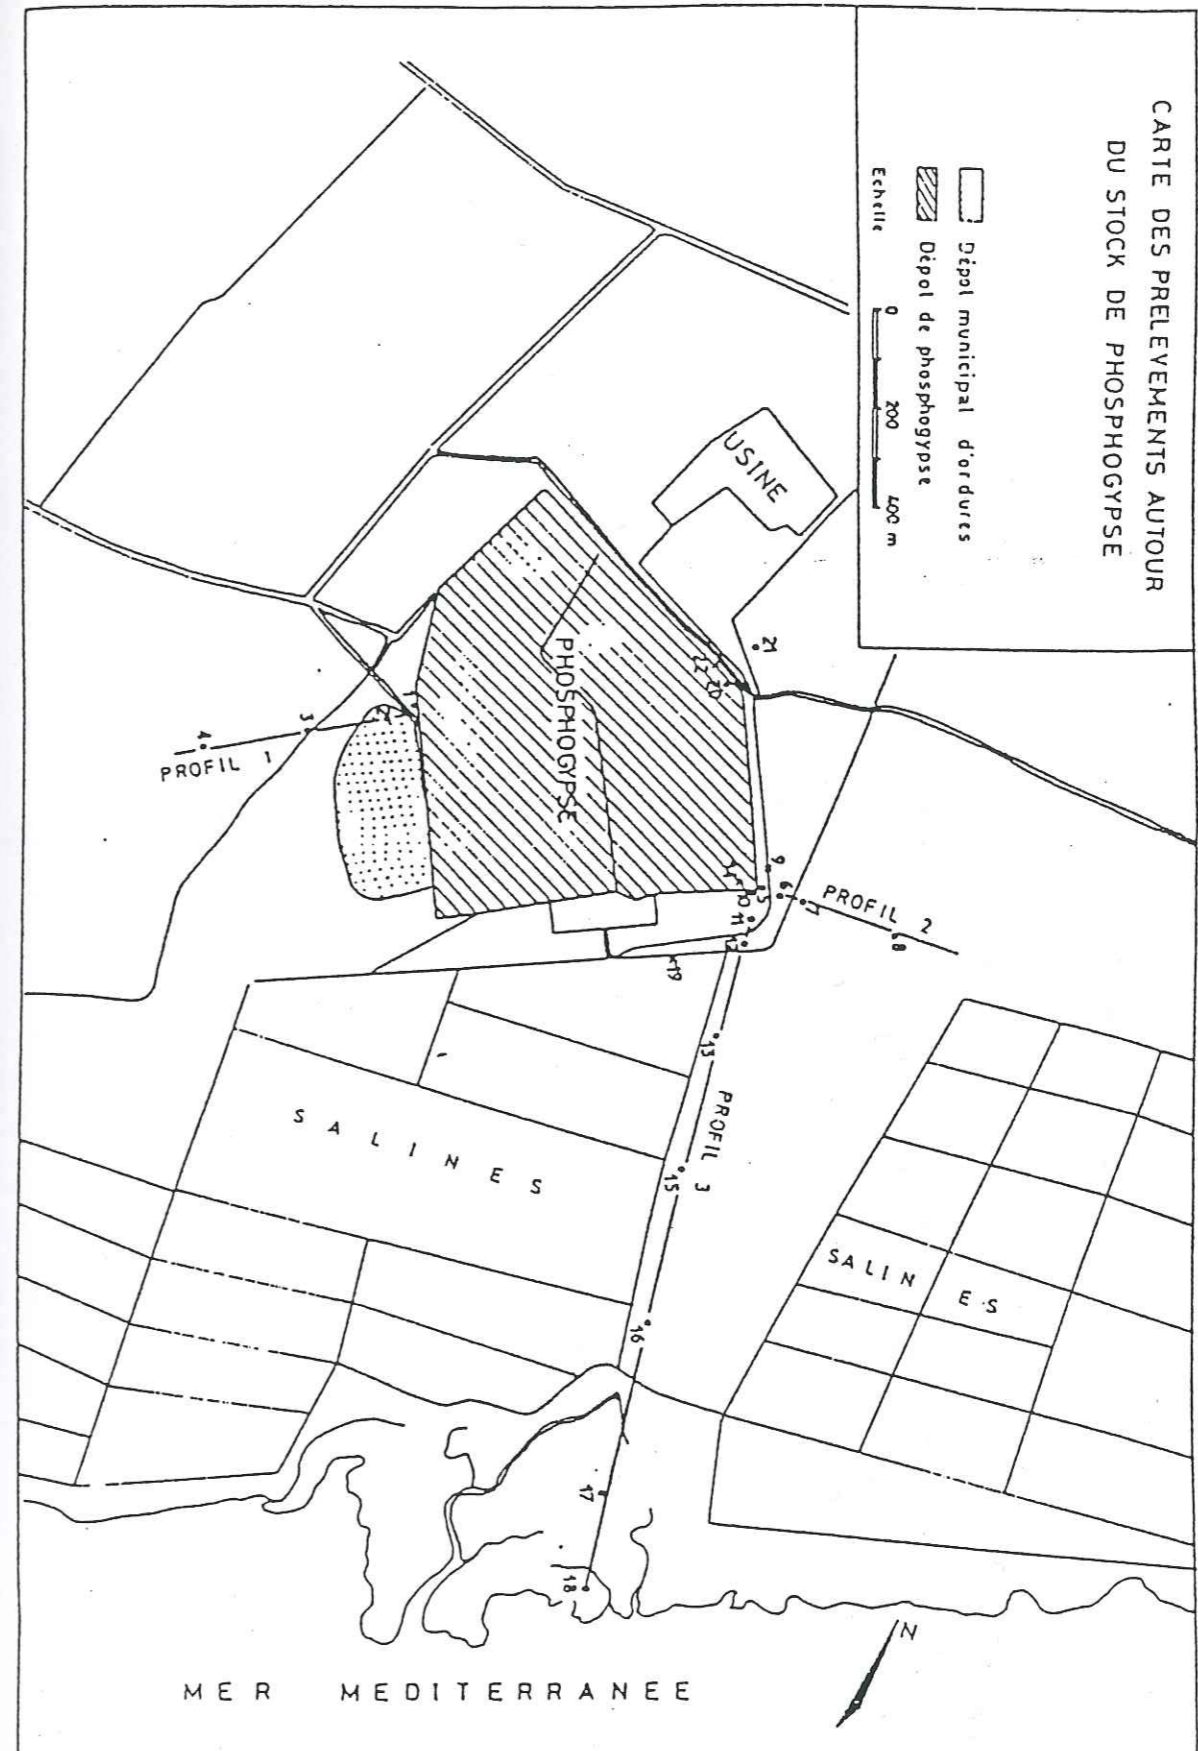 CARTE DES PRELEVEMENTS AUTOUR
DU STOCK DE PHOSPHOGYPSE
Dépot municipal d'ordures
Dépot de phosphogypse
Echelle
0 200 400 m
USINE
PHOSPHOGYPSE
21
22 20
1
2
3
4
PROFIL 1
9
5
6
7
8
PROFIL 2
10
11
12
19
13
PROFIL 3
15
16
17
18
SALINES
SALINES
N
MER MEDITERRANEE